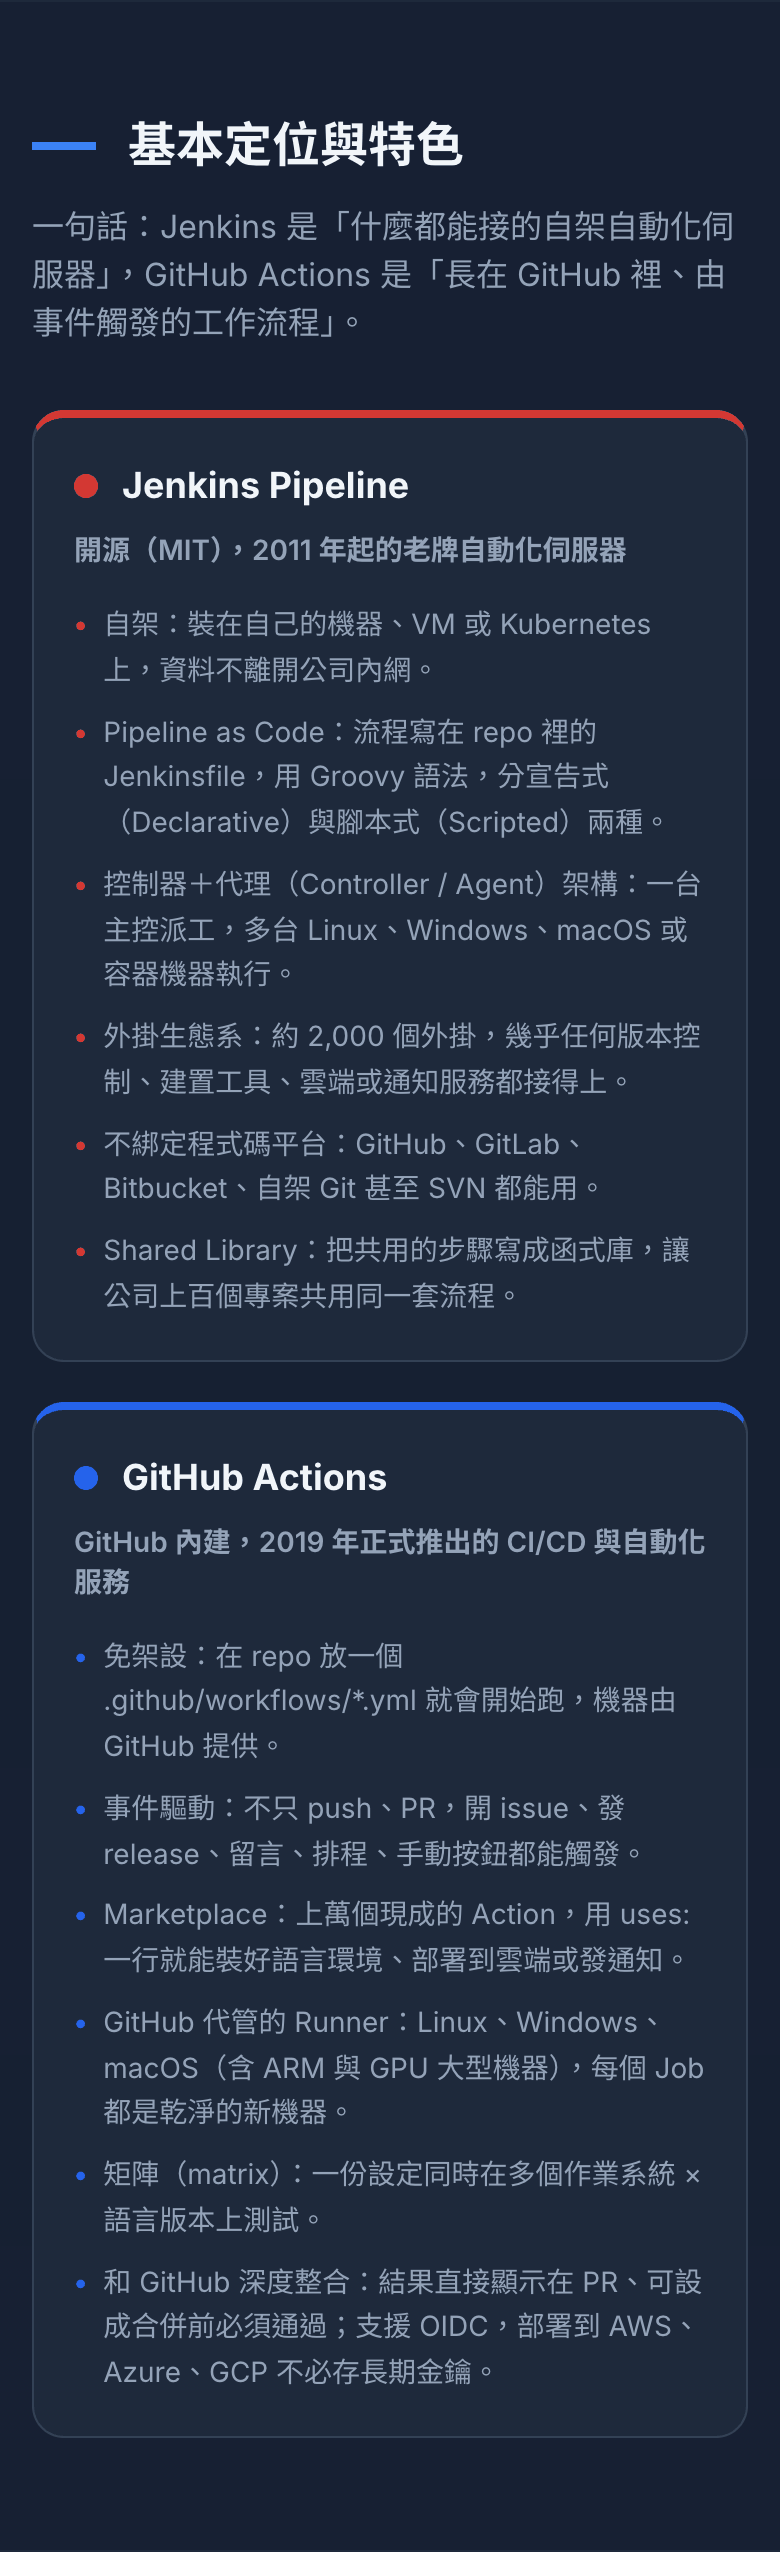 基本定位與特色
一句話：Jenkins 是「什麼都能接的自架自動化伺
服器」，GitHub Actions 是「長在 GitHub 裡、由
事件觸發的工作流程」。
Jenkins Pipeline
開源（MIT），2011 年起的老牌自動化伺服器
• 自架：裝在自己的機器、VM 或 Kubernetes
上，資料不離開公司內網。
• Pipeline as Code：流程寫在 repo 裡的
Jenkinsfile，用 Groovy 語法，分宣告式
（Declarative）與腳本式（Scripted）兩種。
• 控制器＋代理（Controller / Agent）架構：一台
主控派工，多台 Linux、Windows、macOS 或
容器機器執行。
• 外掛生態系：約 2,000 個外掛，幾乎任何版本控
制、建置工具、雲端或通知服務都接得上。
• 不綁定程式碼平台：GitHub、GitLab、
Bitbucket、自架 Git 甚至 SVN 都能用。
• Shared Library：把共用的步驟寫成函式庫，讓
公司上百個專案共用同一套流程。
GitHub Actions
GitHub 內建，2019 年正式推出的 CI/CD 與自動化
服務
• 免架設：在 repo 放一個
.github/workflows/*.yml 就會開始跑，機器由
GitHub 提供。
• 事件驅動：不只 push、PR，開 issue、發
release、留言、排程、手動按鈕都能觸發。
• Marketplace：上萬個現成的 Action，用 uses:
一行就能裝好語言環境、部署到雲端或發通知。
• GitHub 代管的 Runner：Linux、Windows、
macOS（含 ARM 與 GPU 大型機器），每個 Job
都是乾淨的新機器。
• 矩陣（matrix）：一份設定同時在多個作業系統 ×
語言版本上測試。
• 和 GitHub 深度整合：結果直接顯示在 PR、可設
成合併前必須通過；支援 OIDC，部署到 AWS、
Azure、GCP 不必存長期金鑰。